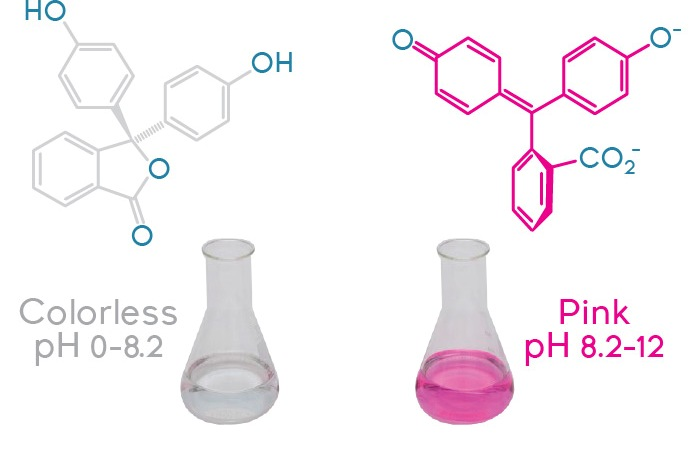 HO
OH
O
O
O
O⁻
CO₂⁻
Colorless
pH 0-8.2
Pink
pH 8.2-12